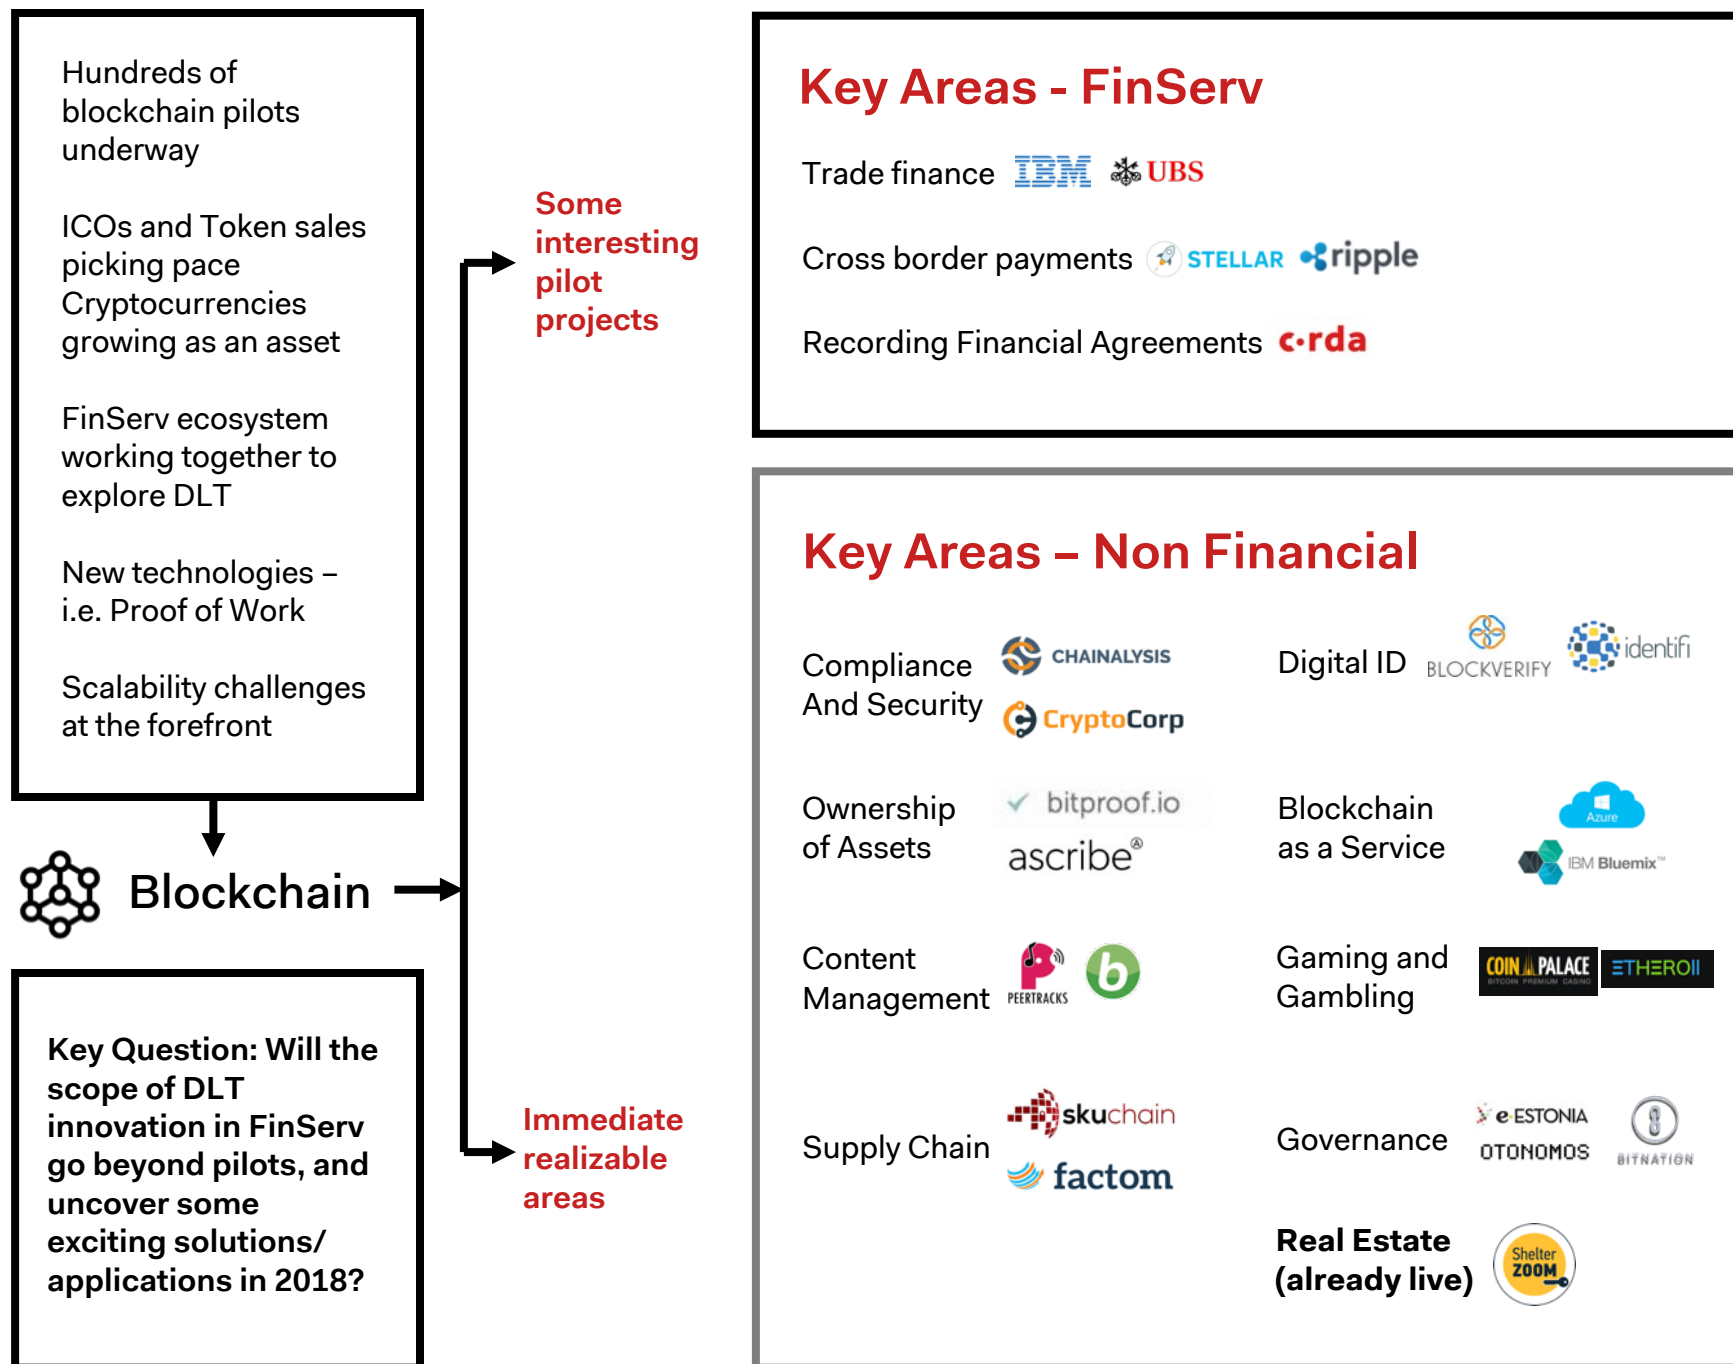 Hundreds of
blockchain pilots
underway
ICOs and Token sales
picking pace
Cryptocurrencies
growing as an asset
FinServ ecosystem
working together to
explore DLT
New technologies –
i.e. Proof of Work
Scalability challenges
at the forefront
Blockchain
Key Question: Will the
scope of DLT
innovation in FinServ
go beyond pilots, and
uncover some
exciting solutions/
applications in 2018?
Some
interesting
pilot
projects
Immediate
realizable
areas
Key Areas - FinServ
Trade finance IBM UBS
Cross border payments STELLAR ripple
Recording Financial Agreements c·rda
Key Areas – Non Financial
Compliance
And Security
CHAINALYSIS
CryptoCorp
Digital ID
BLOCKVERIFY
identifi
Ownership
of Assets
bitproof.io
ascribe
Blockchain
as a Service
Azure
IBM Bluemix™
Content
Management
PEERTRACKS
b
Gaming and
Gambling
COIN PALACE
BITCOIN PREMIUM CASINO
ETHEROll
Supply Chain
skuchain
factom
Governance
e-ESTONIA
OTONOMOS
BITNATION
Real Estate
(already live)
Shelter
ZOOM